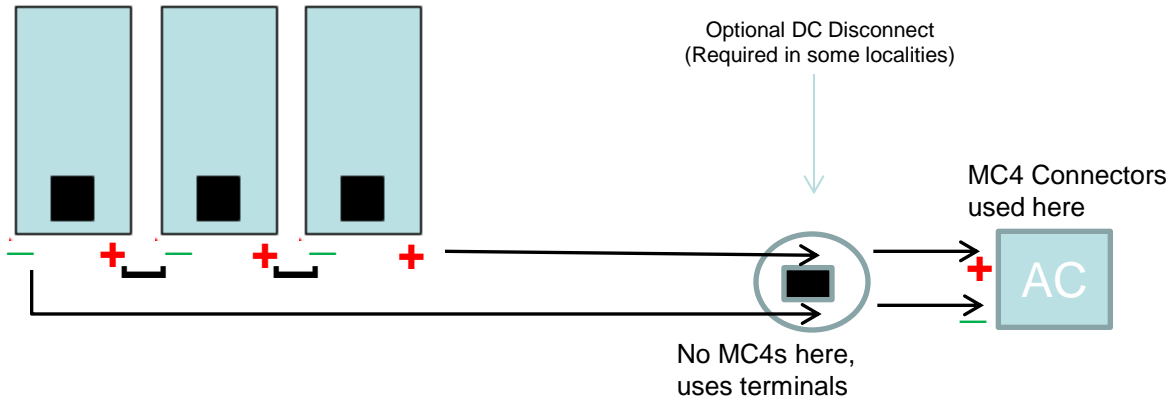 Optional DC Disconnect
(Required in some localities)
MC4 Connectors
used here
– + – + – +
+
AC
–
No MC4s here,
uses terminals